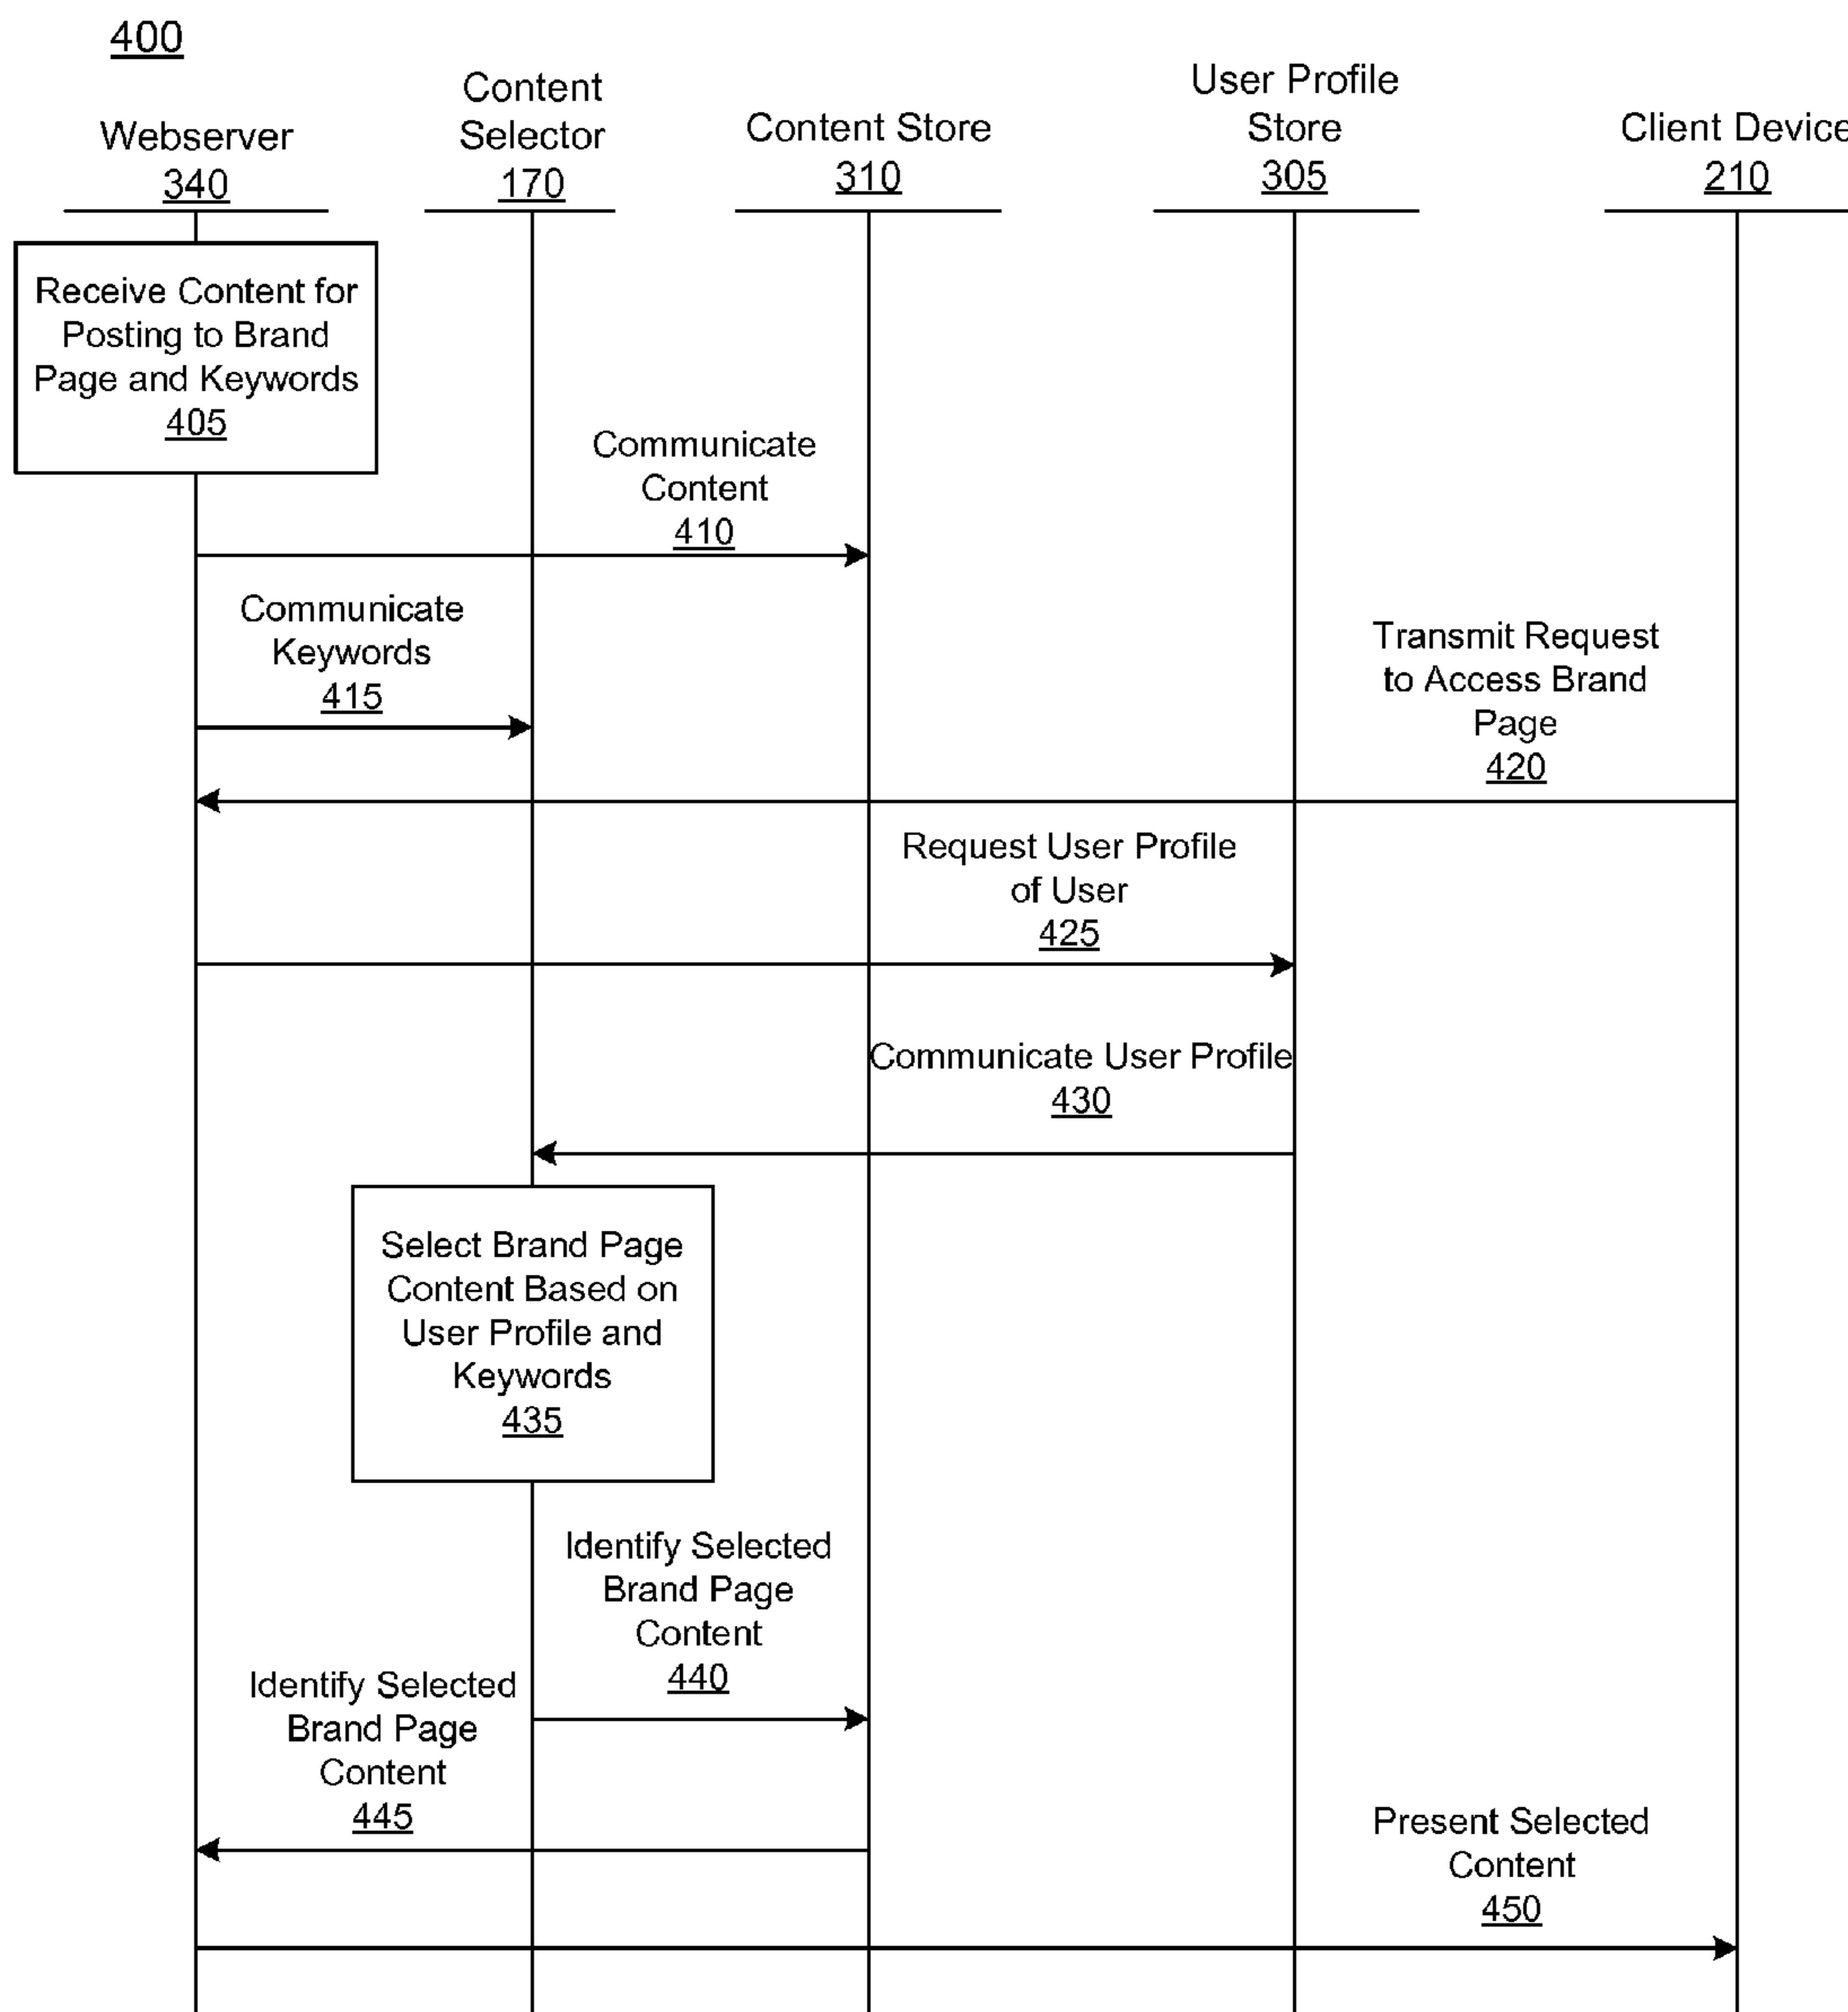 400
Webserver
340
Content
Selector
170
Content Store
310
User Profile
Store
305
Client Device
210
Receive Content for
Posting to Brand
Page and Keywords
405
Communicate
Content
410
Communicate
Keywords
415
Transmit Request
to Access Brand
Page
420
Request User Profile
of User
425
Communicate User Profile
430
Select Brand Page
Content Based on
User Profile and
Keywords
435
Identify Selected
Brand Page
Content
440
Identify Selected
Brand Page
Content
445
Present Selected
Content
450